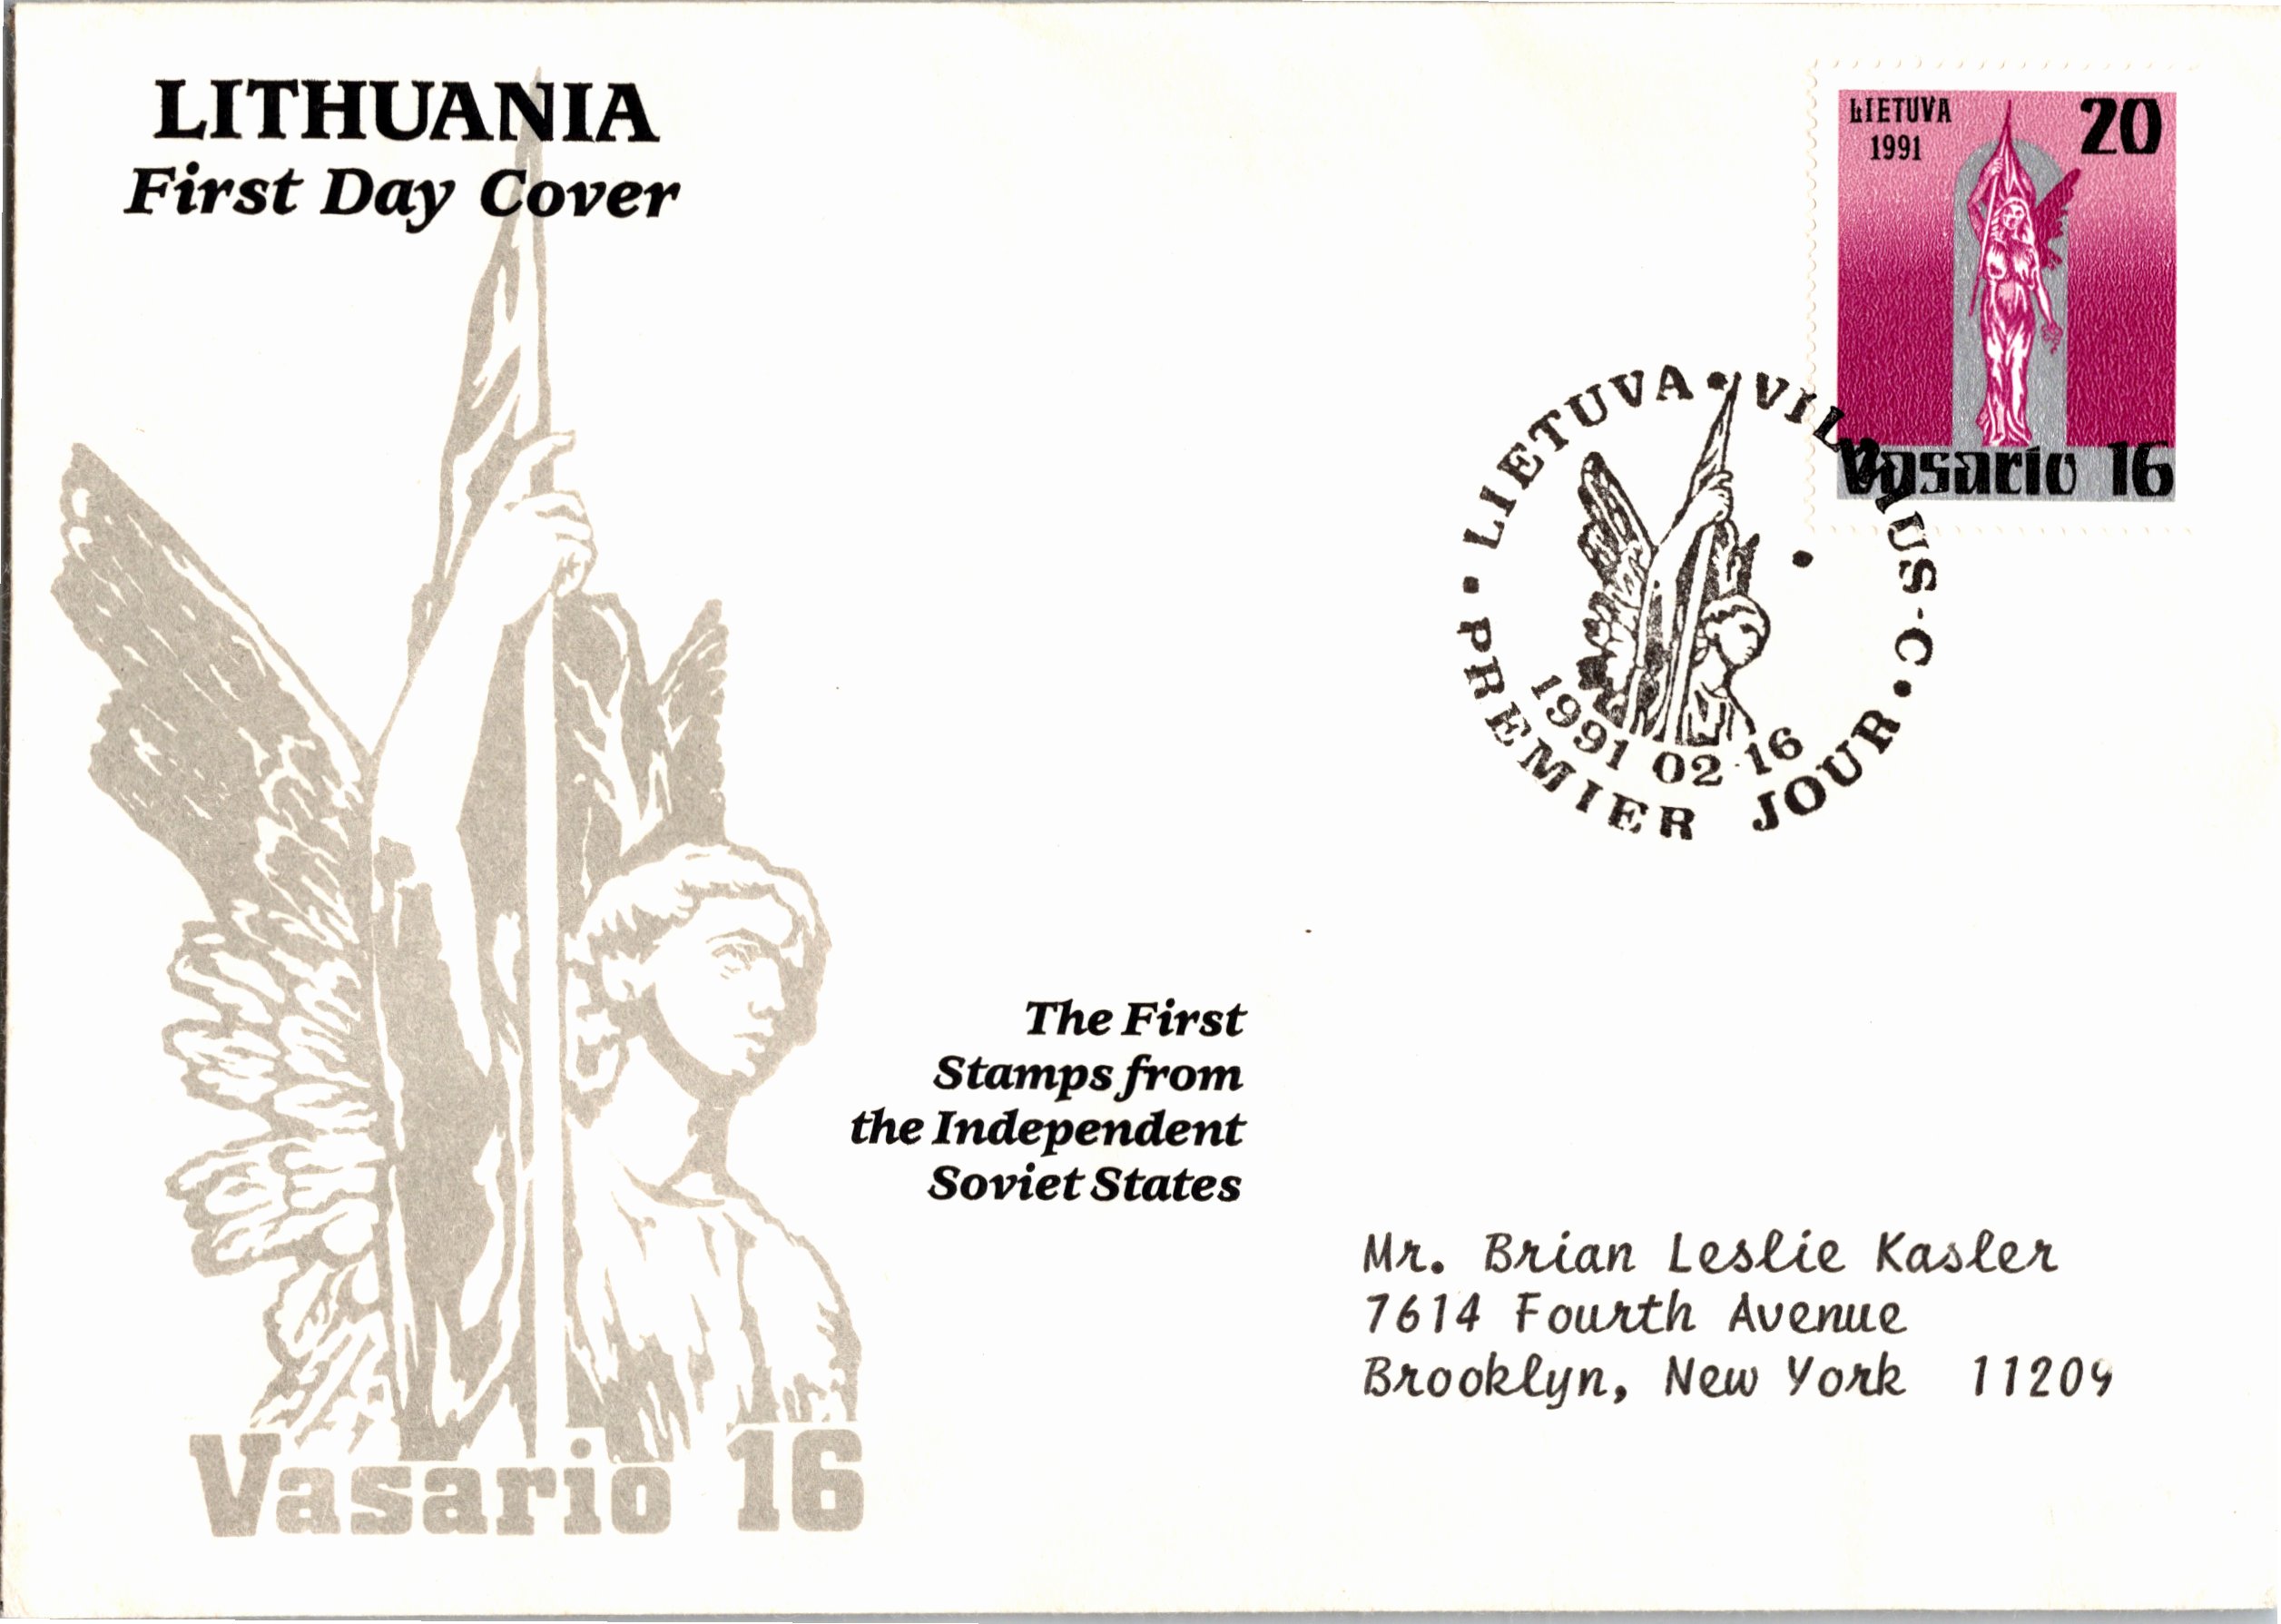 LITHUANIA
First Day Cover
LIETUVA
1991
20
Vasario 16
LIETUVA • VILNIUS-C • PREMIER JOUR •
1991 02 16
The First
Stamps from
the Independent
Soviet States
Mr. Brian Leslie Kasler
7614 Fourth Avenue
Brooklyn, New York 11209
Vasario 16